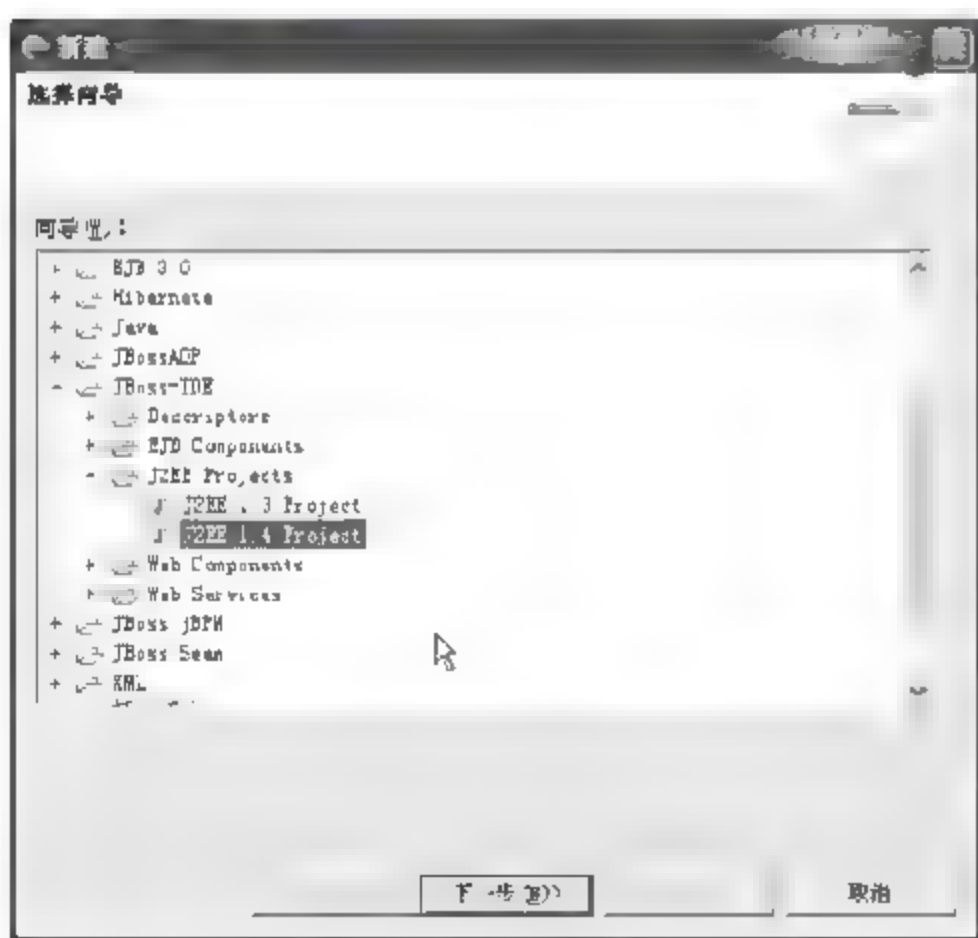 新建
选择向导
向导(W):
EJB 3 0
Hibernate
Java
JBossAOP
JBoss-IDE
Descriptors
EJB Components
J2EE Projects
J2EE . 3 Project
J2EE 1.4 Project
Web Components
Web Services
JBoss jBPM
JBoss Seam
XML
下一步(N)>
取消